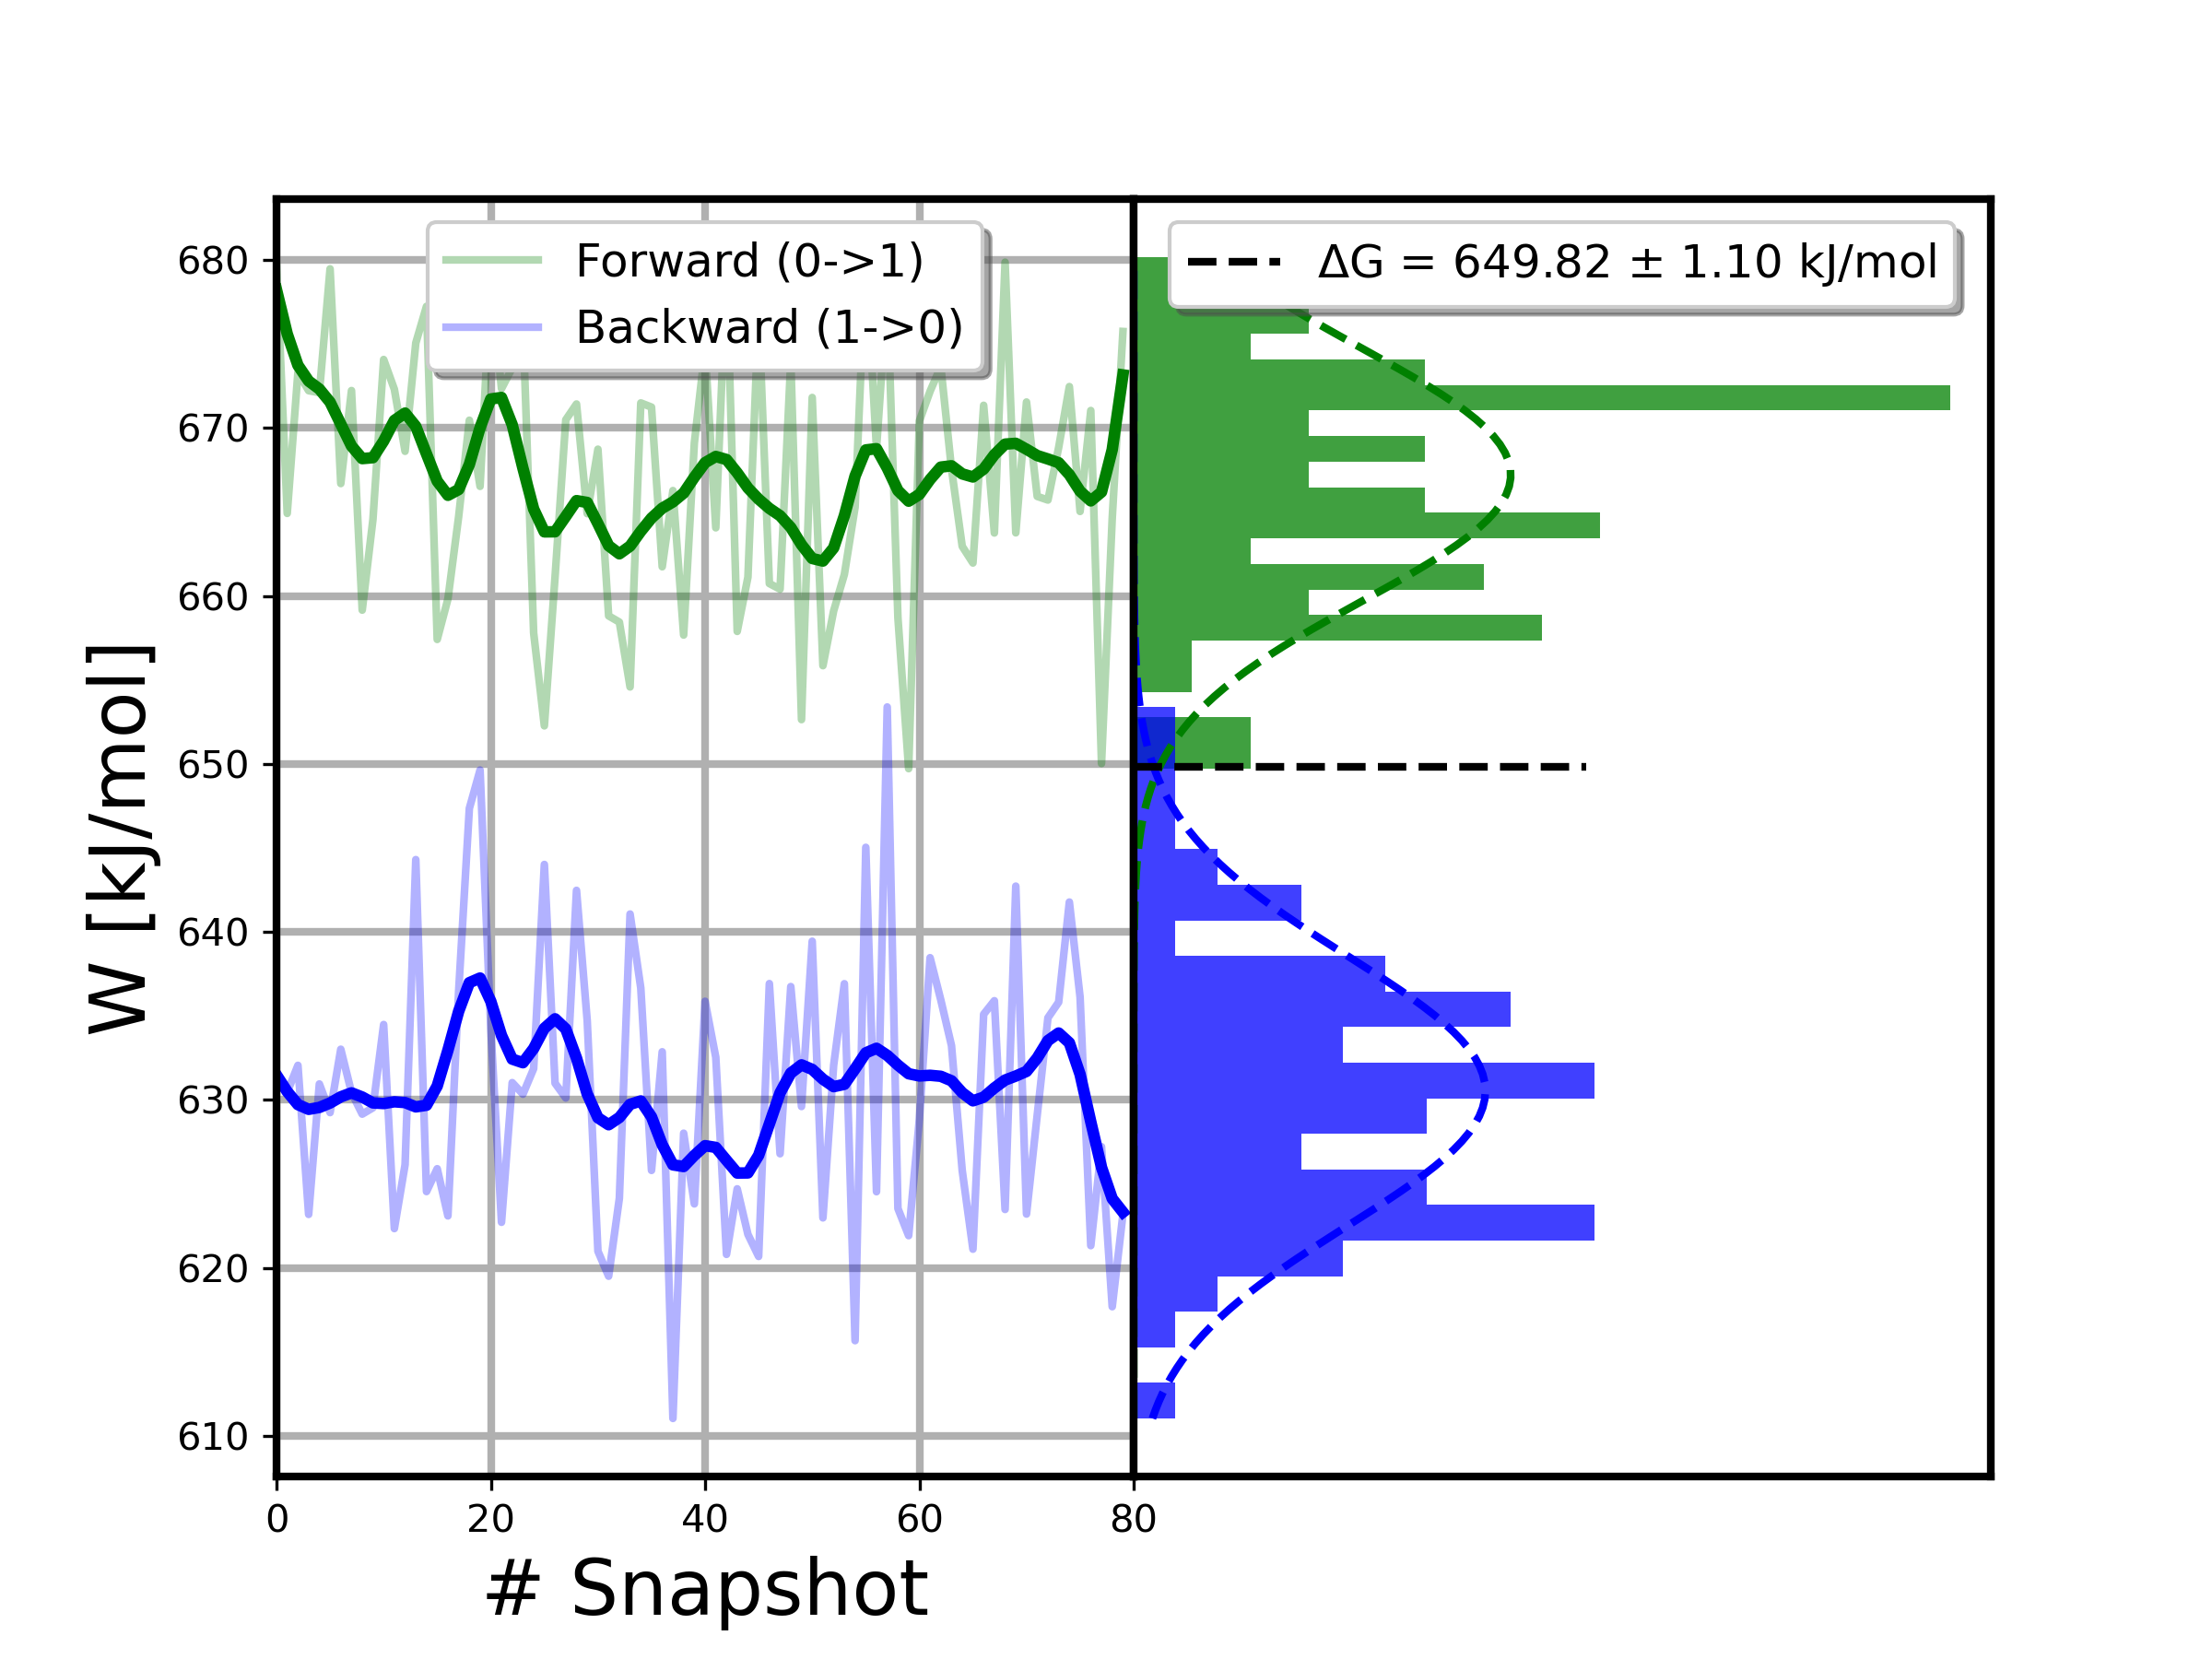 Forward (0->1)
Backward (1->0)
ΔG = 649.82 ± 1.10 kJ/mol
680
670
660
650
640
630
620
610
W [kJ/mol]
0 20 40 60 80
# Snapshot